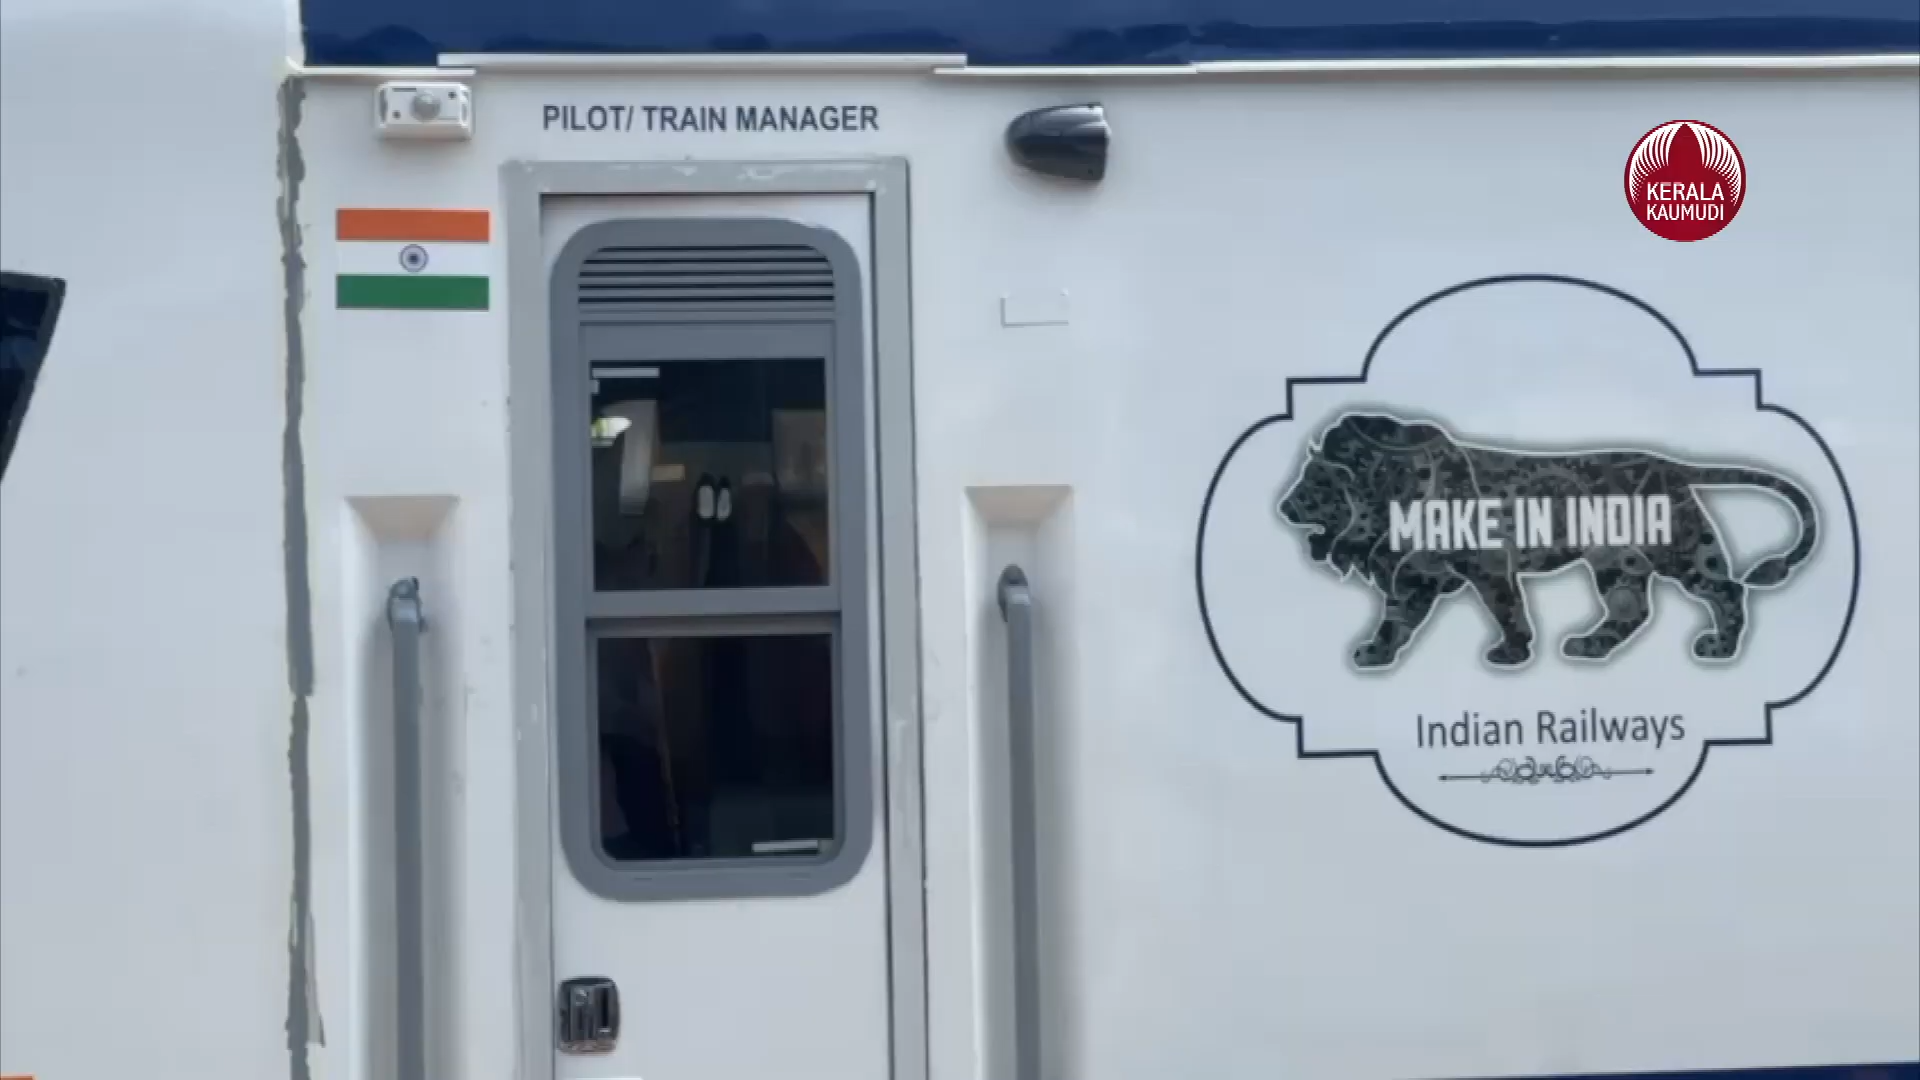 PILOT/ TRAIN MANAGER
KERALA
KAUMUDI
MAKE IN INDIA
Indian Railways